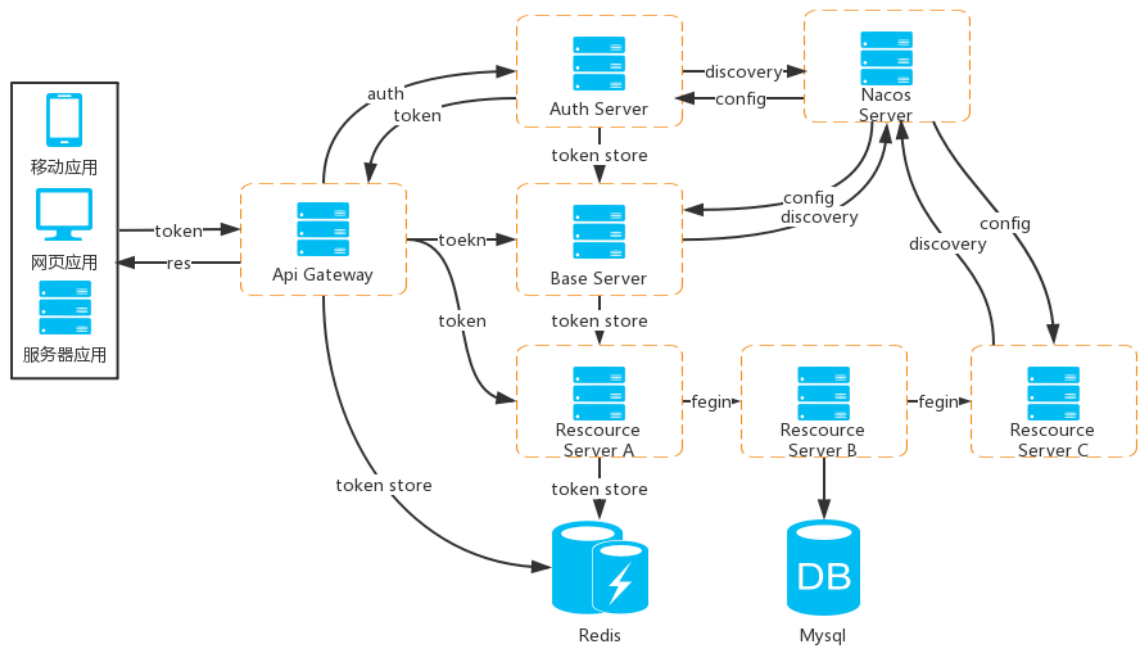 auth
discovery
config
Auth Server
Nacos
Server
token
token store
移动应用
网页应用
服务器应用
token
res
Api Gateway
toekn
Base Server
config
discovery
discovery
config
token
token store
Rescource
Server A
fegin
Rescource
Server B
fegin
Rescource
Server C
token store
token store
Redis
DB
Mysql